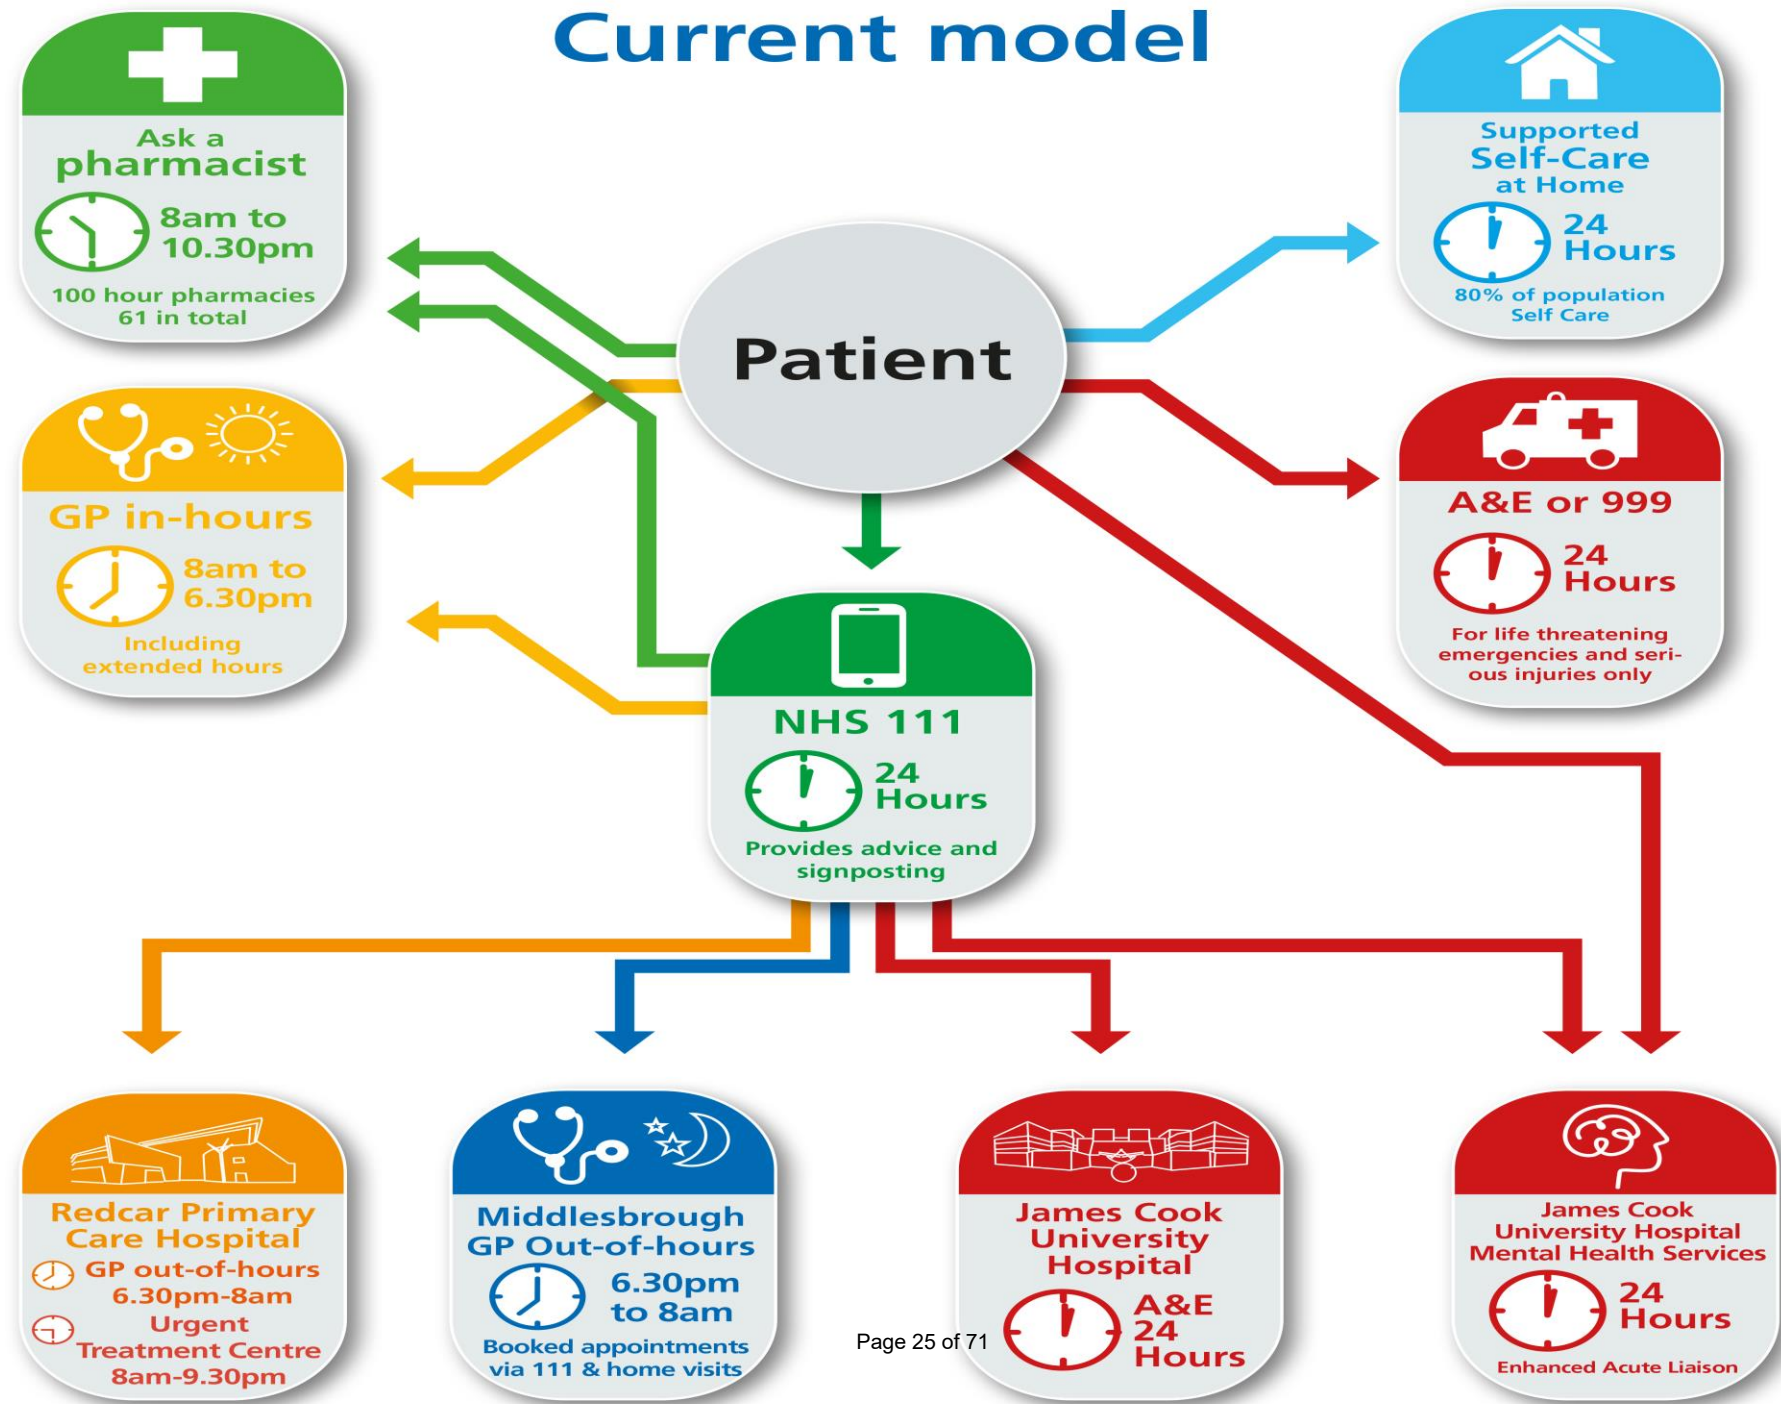 Current model
Ask a
pharmacist
8am to
10.30pm
100 hour pharmacies
61 in total
Supported
Self-Care
at Home
24
Hours
80% of population
Self Care
Patient
GP in-hours
8am to
6.30pm
Including
extended hours
A&E or 999
24
Hours
For life threatening
emergencies and seri-
ous injuries only
NHS 111
24
Hours
Provides advice and
signposting
Redcar Primary
Care Hospital
GP out-of-hours
6.30pm-8am
Urgent
Treatment Centre
8am-9.30pm
Middlesbrough
GP Out-of-hours
6.30pm
to 8am
Booked appointments
via 111 & home visits
James Cook
University
Hospital
A&E
24
Hours
James Cook
University Hospital
Mental Health Services
24
Hours
Enhanced Acute Liaison
Page 25 of 71